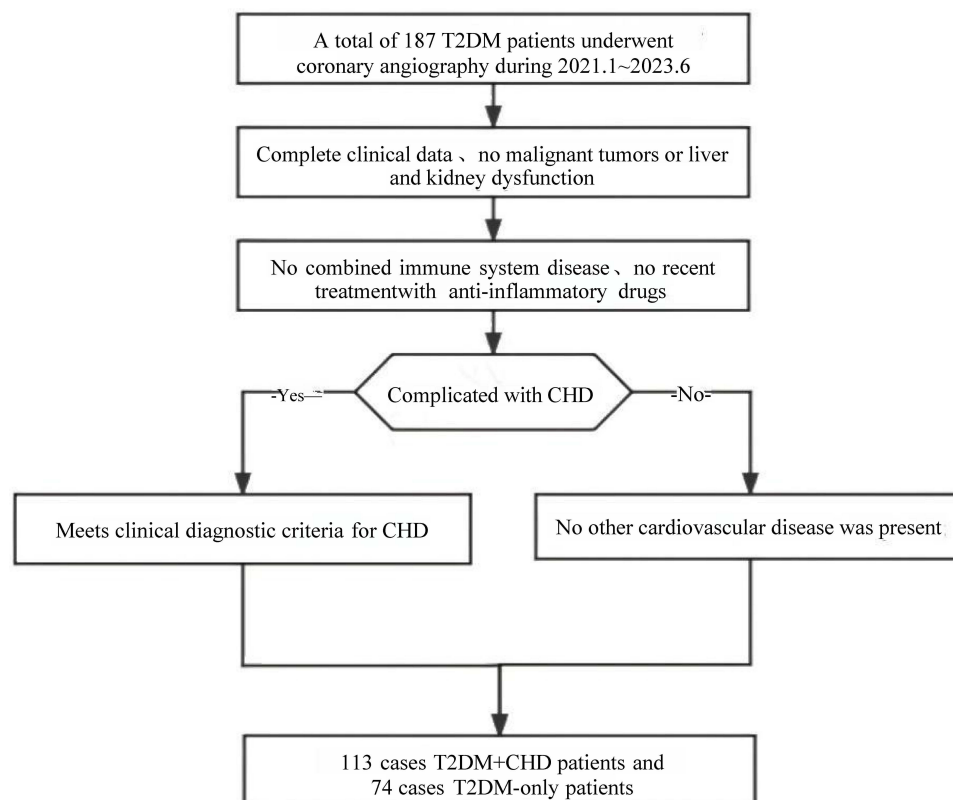 A total of 187 T2DM patients underwent
coronary angiography during 2021.1~2023.6
Complete clinical data 、no malignant tumors or liver
and kidney dysfunction
No combined immune system disease、no recent
treatmentwith anti-inflammatory drugs
Complicated with CHD
-Yes-
-No-
Meets clinical diagnostic criteria for CHD
No other cardiovascular disease was present
113 cases T2DM+CHD patients and
74 cases T2DM-only patients